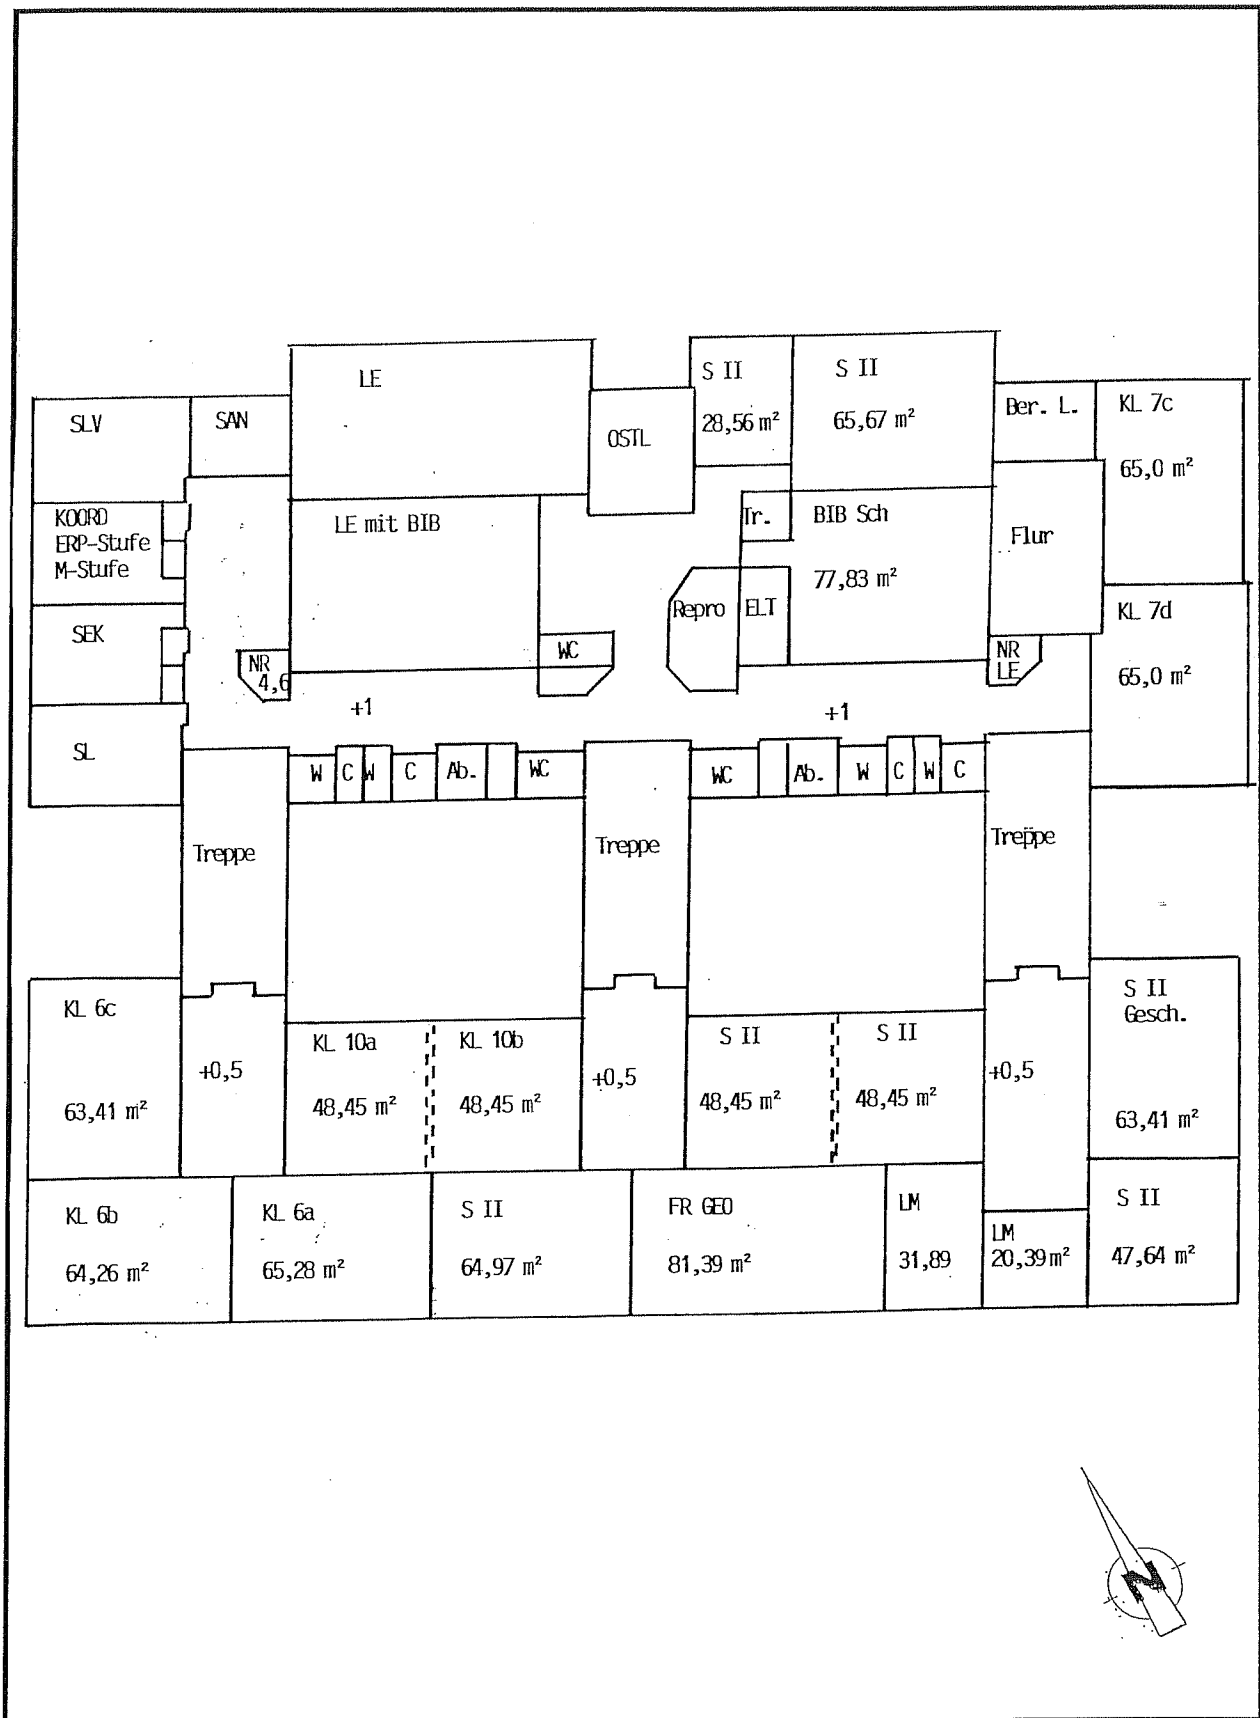 LE
S II
28,56 m²
S II
65,67 m²
SLV
SAN
OSTL
Ber. L.
KL 7c
65,0 m²
KOORD
ERP-Stufe
M-Stufe
LE mit BIB
Tr.
BIB Sch
77,83 m²
Flur
SEK
NR
4,6
WC
Repro
ELT
NR
LE
KL 7d
65,0 m²
SL
+1
+1
W
C
W
C
Ab.
WC
WC
Ab.
W
C
W
C
Treppe
Treppe
Treppe
KL 6c
63,41 m²
+0,5
KL 10a
48,45 m²
KL 10b
48,45 m²
+0,5
S II
48,45 m²
S II
48,45 m²
+0,5
S II
Gesch.
63,41 m²
KL 6b
64,26 m²
KL 6a
65,28 m²
S II
64,97 m²
FR GEO
81,39 m²
LM
31,89
LM
20,39 m²
S II
47,64 m²
N